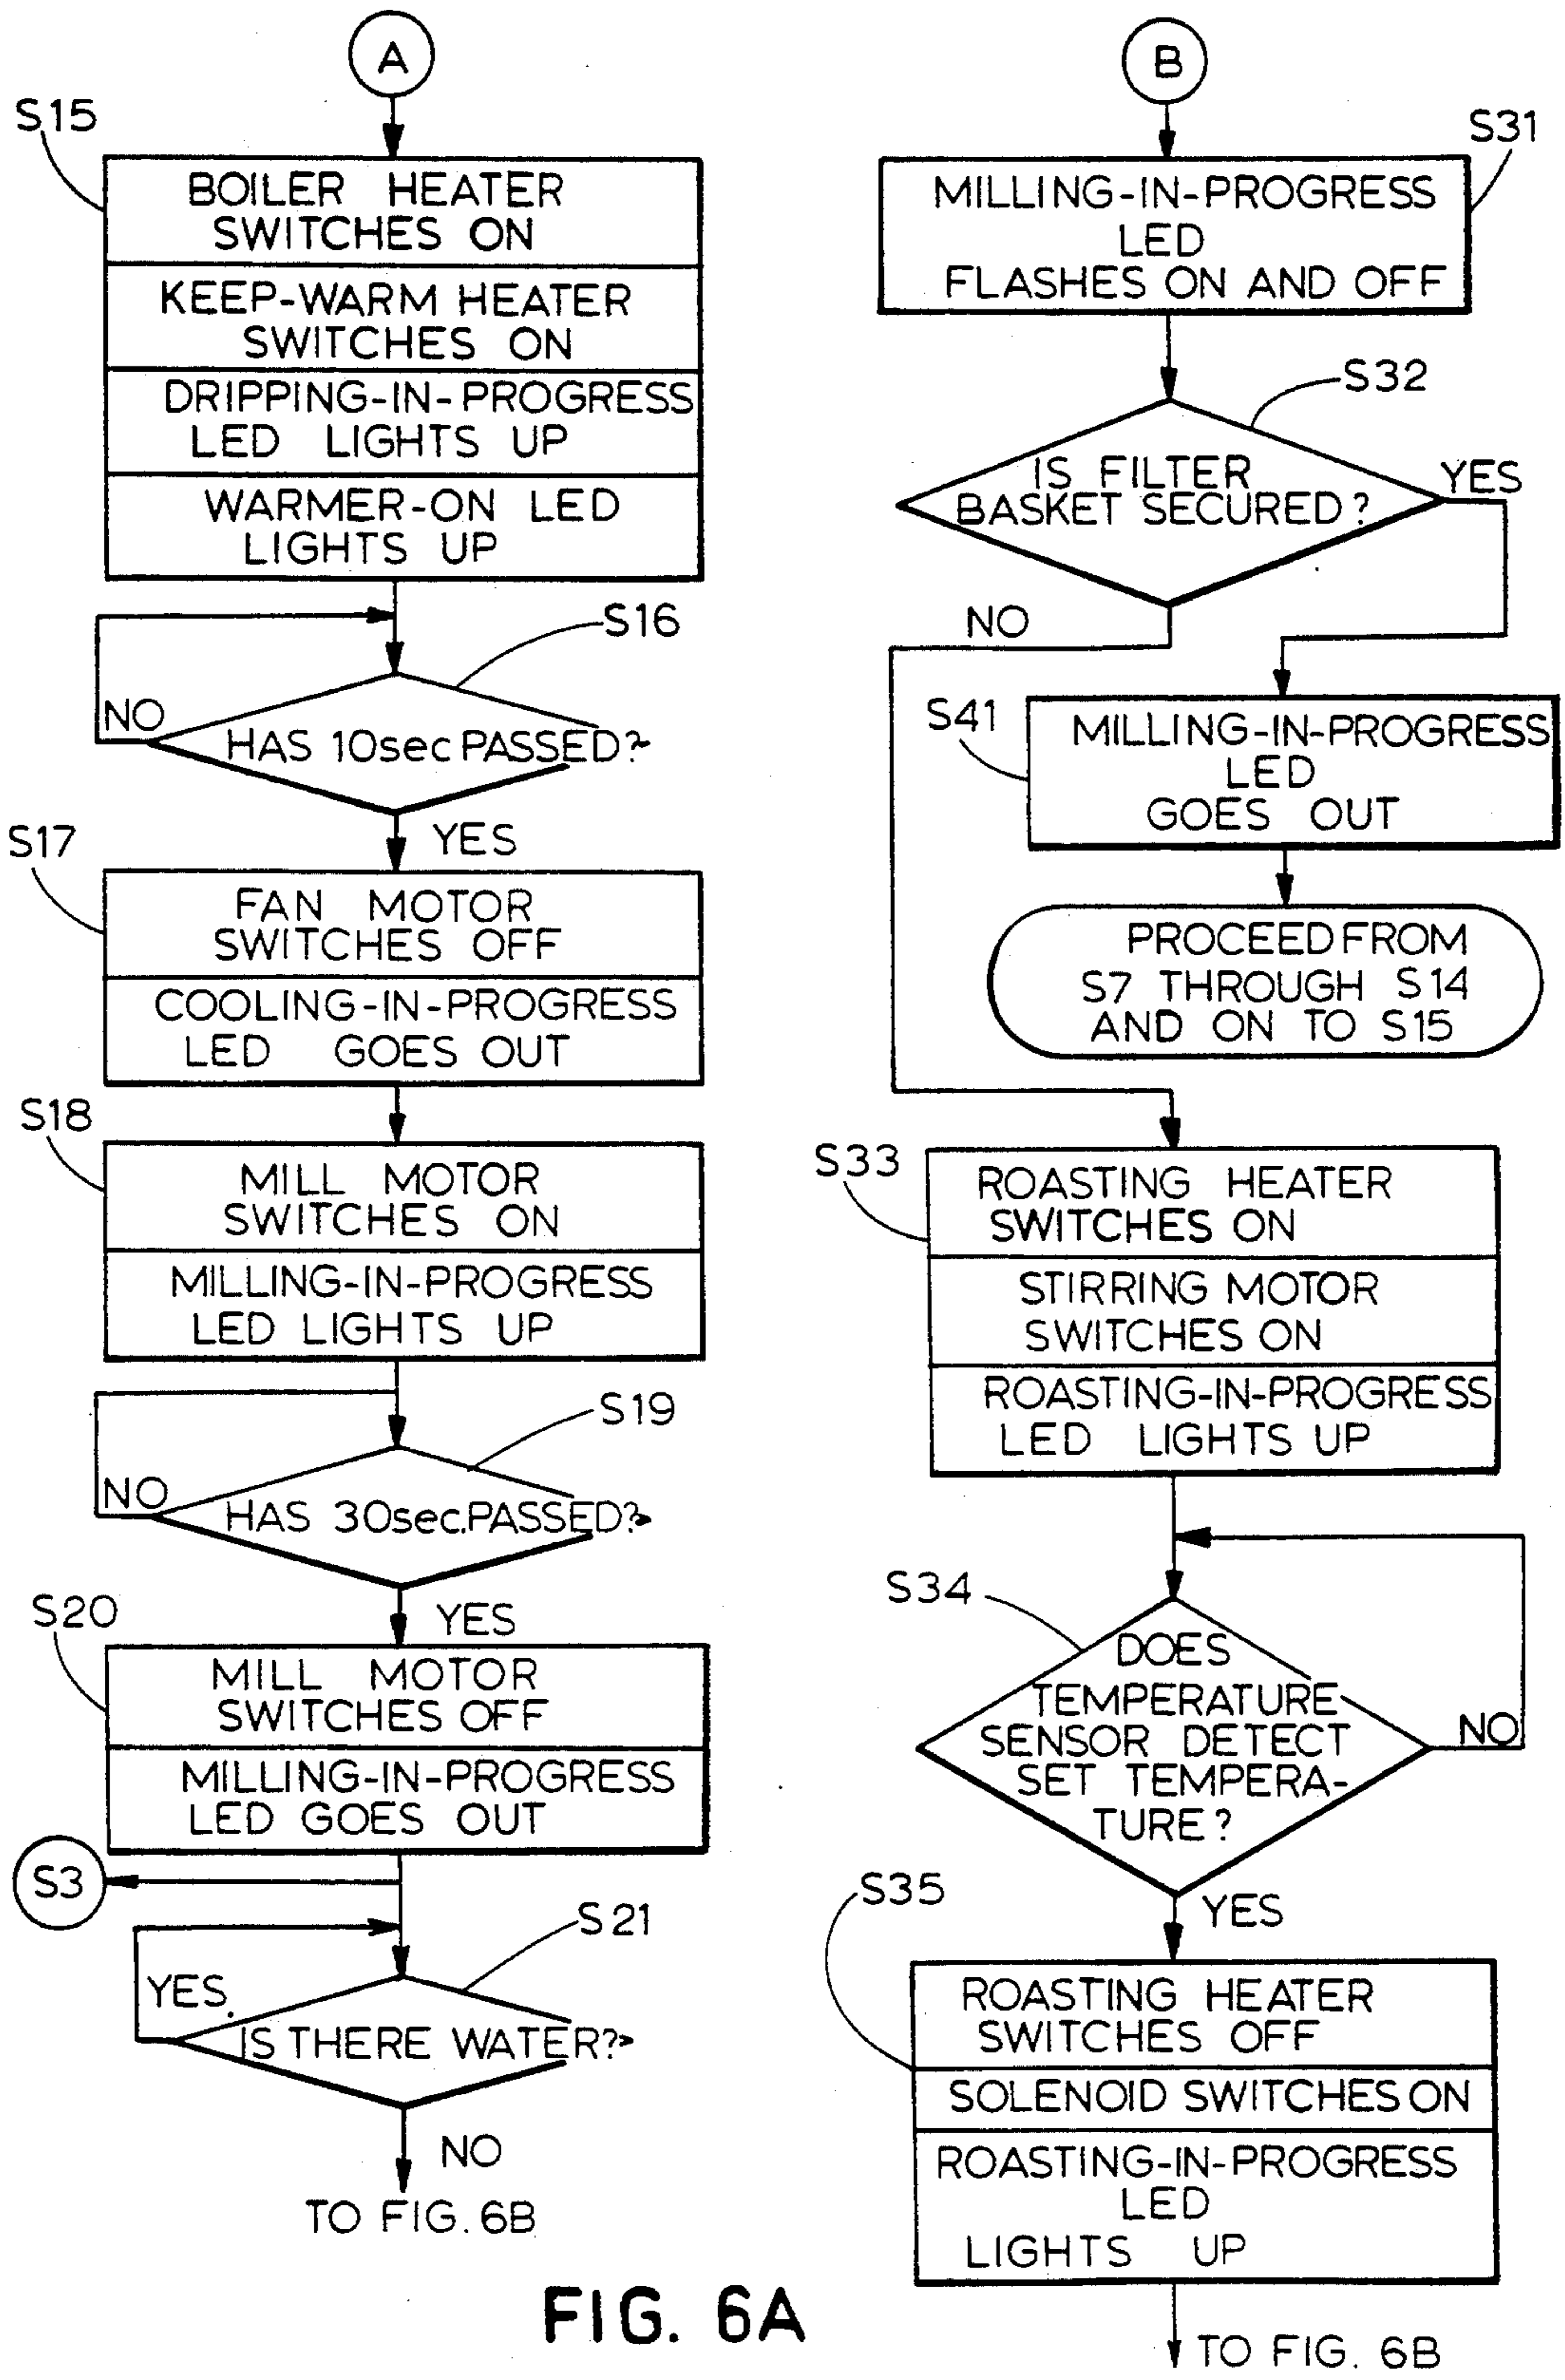 A
S15
BOILER HEATER
SWITCHES ON
KEEP-WARM HEATER
SWITCHES ON
DRIPPING-IN-PROGRESS
LED LIGHTS UP
WARMER-ON LED
LIGHTS UP
S16
NO
HAS 10sec PASSED?
YES
S17
FAN MOTOR
SWITCHES OFF
COOLING-IN-PROGRESS
LED GOES OUT
S18
MILL MOTOR
SWITCHES ON
MILLING-IN-PROGRESS
LED LIGHTS UP
S19
NO
HAS 30sec.PASSED?
YES
S20
MILL MOTOR
SWITCHES OFF
MILLING-IN-PROGRESS
LED GOES OUT
S3
S21
YES
IS THERE WATER?
NO
TO FIG. 6B
B
S31
MILLING-IN-PROGRESS
LED
FLASHES ON AND OFF
S32
IS FILTER
BASKET SECURED?
YES
NO
S41
MILLING-IN-PROGRESS
LED
GOES OUT
PROCEED FROM
S7 THROUGH S14
AND ON TO S15
S33
ROASTING HEATER
SWITCHES ON
STIRRING MOTOR
SWITCHES ON
ROASTING-IN-PROGRESS
LED LIGHTS UP
S34
DOES
TEMPERATURE
SENSOR DETECT
SET TEMPERA-
TURE?
NO
YES
S35
ROASTING HEATER
SWITCHES OFF
SOLENOID SWITCHES ON
ROASTING-IN-PROGRESS
LED
LIGHTS UP
TO FIG. 6B
FIG. 6A